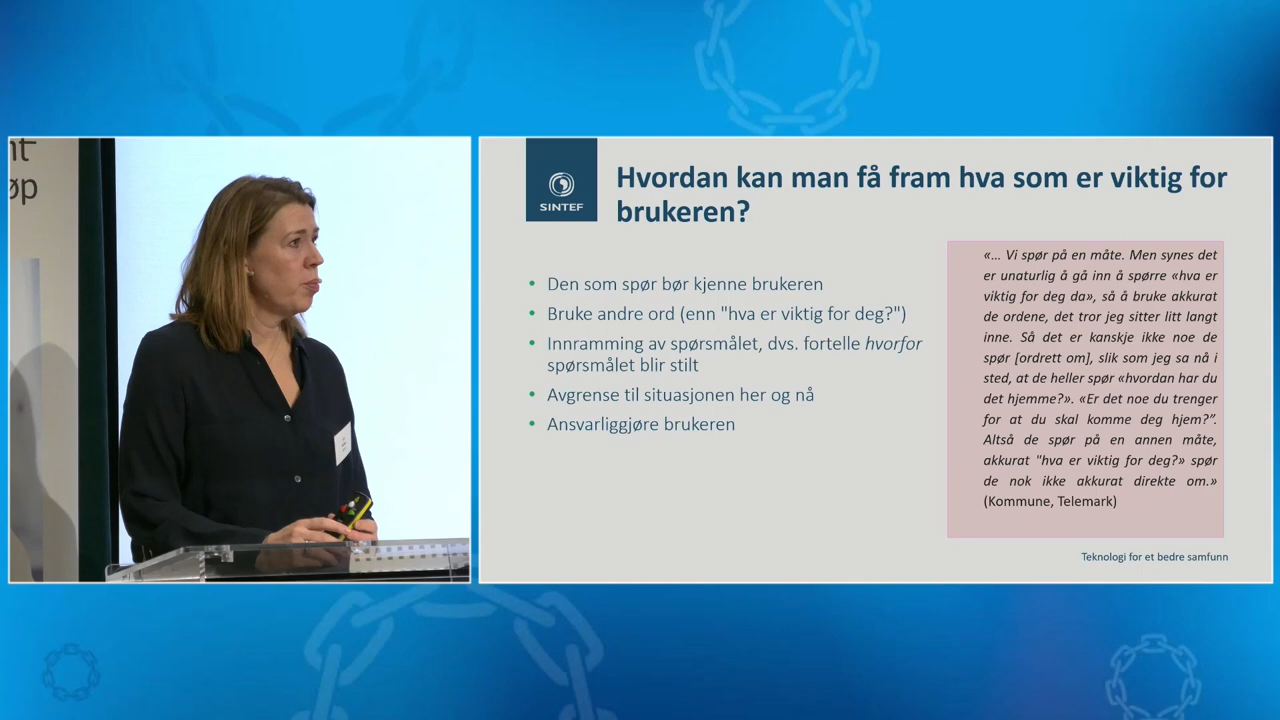 nt
øp
SINTEF
Hvordan kan man få fram hva som er viktig for
brukeren?
• Den som spør bør kjenne brukeren
• Bruke andre ord (enn "hva er viktig for deg?")
• Innramming av spørsmålet, dvs. fortelle hvorfor
spørsmålet blir stilt
• Avgrense til situasjonen her og nå
• Ansvarliggjøre brukeren
«… Vi spør på en måte. Men synes det
er unaturlig å gå inn å spørre «hva er
viktig for deg da», så å bruke akkurat
de ordene, det tror jeg sitter litt langt
inne. Så det er kanskje ikke noe de
spør [ordrett om], slik som jeg sa nå i
sted, at de heller spør «hvordan har du
det hjemme?». «Er det noe du trenger
for at du skal komme deg hjem?”.
Altså de spør på en annen måte,
akkurat "hva er viktig for deg?» spør
de nok ikke akkurat direkte om.»
(Kommune, Telemark)
Teknologi for et bedre samfunn